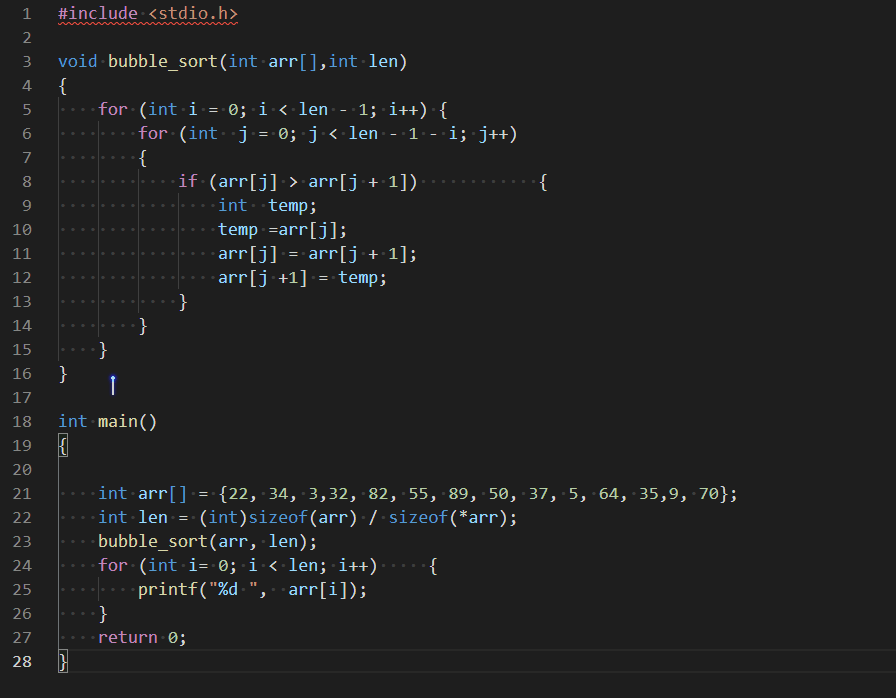 1 #include <stdio.h>
2
3 void bubble_sort(int arr[],int len)
4 {
5     for (int i = 0; i < len - 1; i++) {
6         for (int  j = 0; j < len - 1 - i; j++)
7         {
8             if (arr[j] > arr[j + 1])            {
9                 int  temp;
10                 temp =arr[j];
11                 arr[j] = arr[j + 1];
12                 arr[j +1] = temp;
13             }
14         }
15     }
16 }
17
18 int main()
19 {
20
21     int arr[] = {22, 34, 3,32, 82, 55, 89, 50, 37, 5, 64, 35,9, 70};
22     int len = (int)sizeof(arr) / sizeof(*arr);
23     bubble_sort(arr, len);
24     for (int i= 0; i < len; i++)     {
25         printf("%d ",  arr[i]);
26     }
27     return 0;
28 }